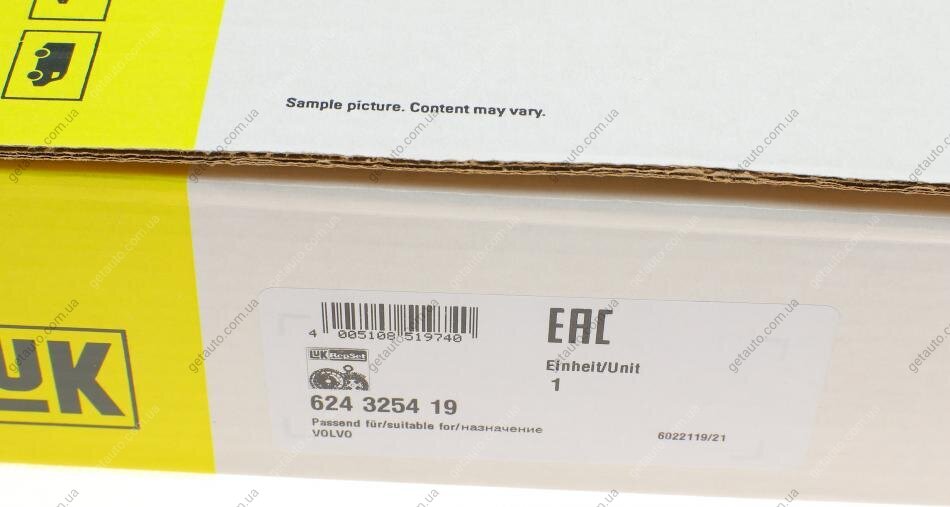 Sample picture. Content may vary.
LUK
4 005108 519740
EAC
LUK RepSet
Einheit/Unit
1
624 3254 19
Passend für/suitable for/назначение
VOLVO
6022119/21
getauto.com.ua